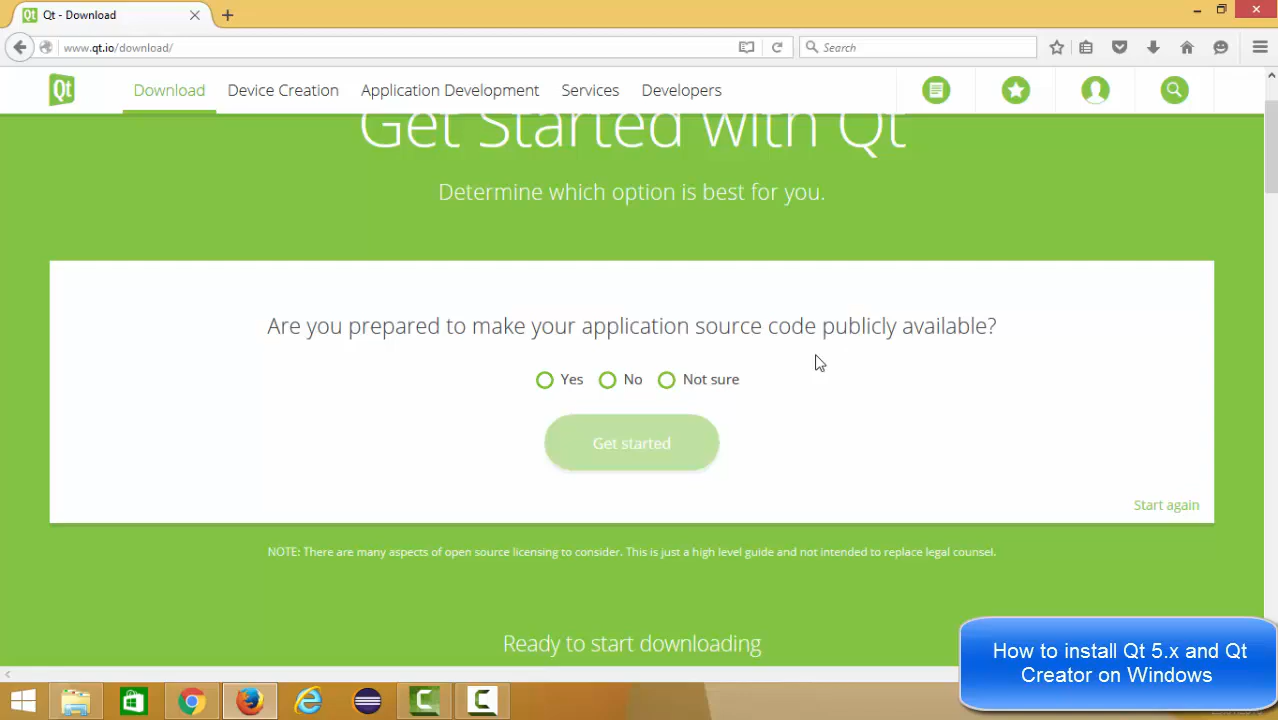 Qt Qt - Download
www.qt.io/download/
Search
Qt Download Device Creation Application Development Services Developers
Get Started with Qt
Determine which option is best for you.
Are you prepared to make your application source code publicly available?
Yes No Not sure
Get started
Start again
NOTE: There are many aspects of open source licensing to consider. This is just a high level guide and not intended to replace legal counsel.
Ready to start downloading
How to install Qt 5.x and Qt
Creator on Windows